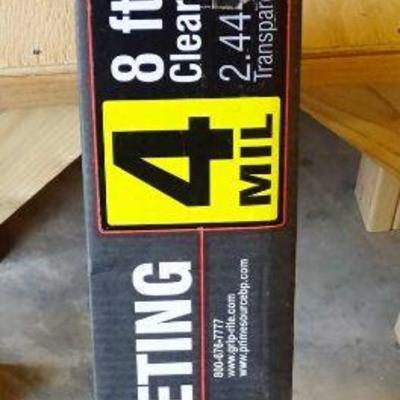 8 ft
Clear
2.44
Transpar
4
MIL
ETING
800-676-7777
www.grip-rite.com
www.primesourcebp.com